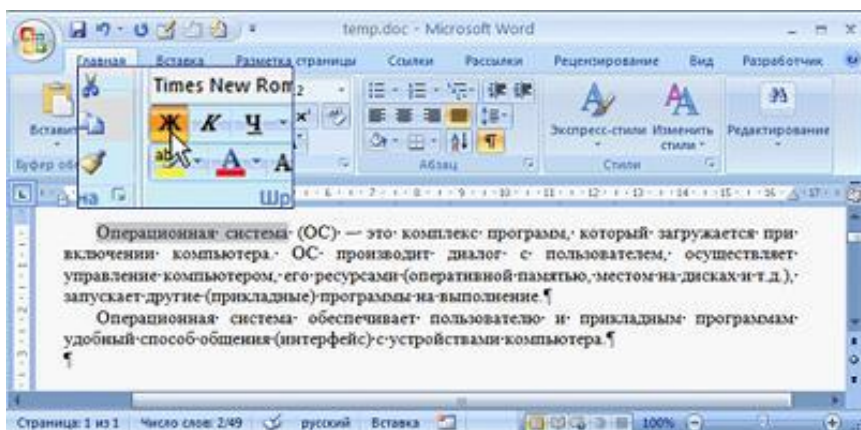 temp.doc - Microsoft Word
Главная Вставка Разметка страницы Ссылки Рассылки Рецензирование Вид Разработчик
Times New Rom
Ж К Ч
Вставит
Экспресс-стили Изменить стили Редактирование
Буфер об на Шр Абзац Стили
Операционная система (ОС) — это комплекс программ, который загружается при
включении компьютера. ОС производит диалог с пользователем, осуществляет
управление компьютером, его ресурсами (оперативной памятью, местом на дисках и т.д.),
запускает другие (прикладные) программы на выполнение.¶
Операционная система обеспечивает пользователю и прикладным программам
удобный способ общения (интерфейс) с устройствами компьютера.¶
¶
Страница: 1 из 1 Число слов: 2/49 русский Вставка 100%